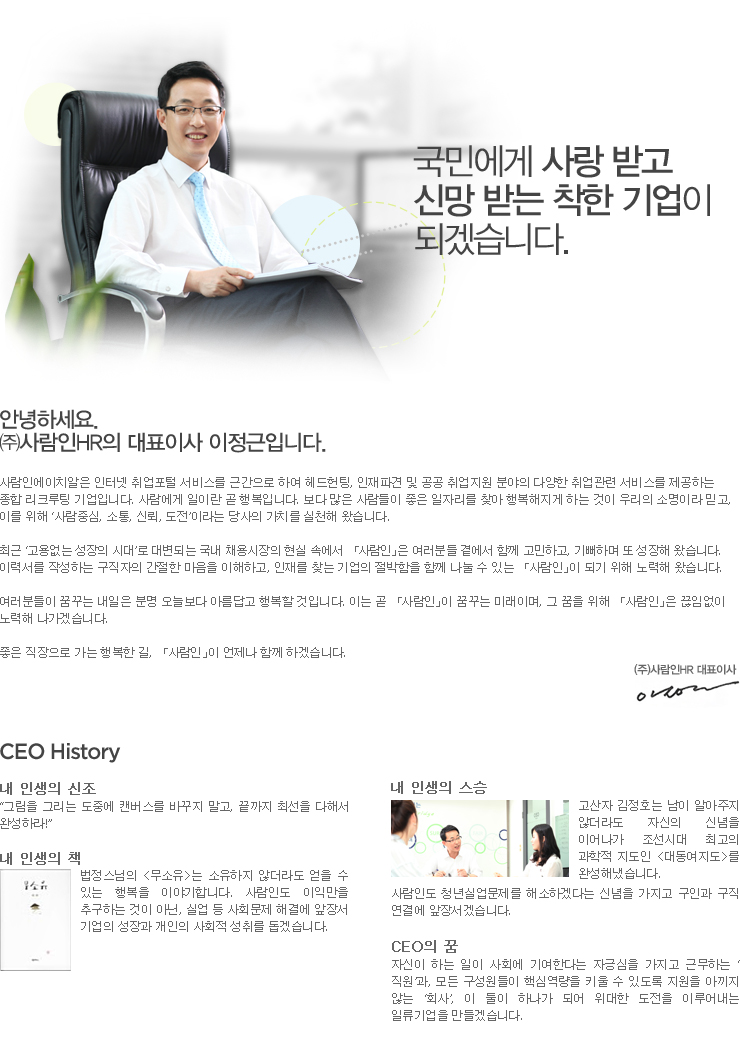 국민에게 사랑 받고
신망 받는 착한 기업이
되겠습니다.
안녕하세요.
㈜사람인HR의 대표이사 이정근입니다.
사람인에이치알은 인터넷 취업포털 서비스를 근간으로 하여 헤드헌팅, 인재파견 및 공공 취업지원 분야의 다양한 취업관련 서비스를 제공하는
종합 리크루팅 기업입니다. 사람에게 일이란 곧 행복입니다. 보다 많은 사람들이 좋은 일자리를 찾아 행복해지게 하는 것이 우리의 소명이라 믿고,
이를 위해 ‘사람중심, 소통, 신뢰, 도전’이라는 당사의 가치를 실천해 왔습니다.
최근 ‘고용없는 성장의 시대’로 대변되는 국내 채용시장의 현실 속에서 「사람인」은 여러분들 곁에서 함께 고민하고, 기뻐하며 또 성장해 왔습니다.
이력서를 작성하는 구직자의 간절한 마음을 이해하고, 인재를 찾는 기업의 절박함을 함께 나눌 수 있는 「사람인」이 되기 위해 노력해 왔습니다.
여러분들이 꿈꾸는 내일은 분명 오늘보다 아름답고 행복할 것입니다. 이는 곧 「사람인」이 꿈꾸는 미래이며, 그 꿈을 위해 「사람인」은 끊임없이
노력해 나가겠습니다.
좋은 직장으로 가는 행복한 길, 「사람인」이 언제나 함께 하겠습니다.
(주)사람인HR 대표이사
CEO History
내 인생의 신조
“그림을 그리는 도중에 캔버스를 바꾸지 말고, 끝까지 최선을 다해서
완성하라!”
내 인생의 책
무소유
법정스님의 <무소유>는 소유하지 않더라도 얻을 수
있는 행복을 이야기합니다. 사람인도 이익만을
추구하는 것이 아닌, 실업 등 사회문제 해결에 앞장서
기업의 성장과 개인의 사회적 성취를 돕겠습니다.
내 인생의 스승
고산자 김정호는 남이 알아주지
않더라도 자신의 신념을
이어나가 조선시대 최고의
과학적 지도인 <대동여지도>를
완성해냈습니다.
사람인도 청년실업문제를 해소하겠다는 신념을 가지고 구인과 구직
연결에 앞장서겠습니다.
CEO의 꿈
자신이 하는 일이 사회에 기여한다는 자긍심을 가지고 근무하는 ‘
직원’과, 모든 구성원들이 핵심역량을 키울 수 있도록 지원을 아끼지
않는 ‘회사’, 이 둘이 하나가 되어 위대한 도전을 이루어내는
일류기업을 만들겠습니다.